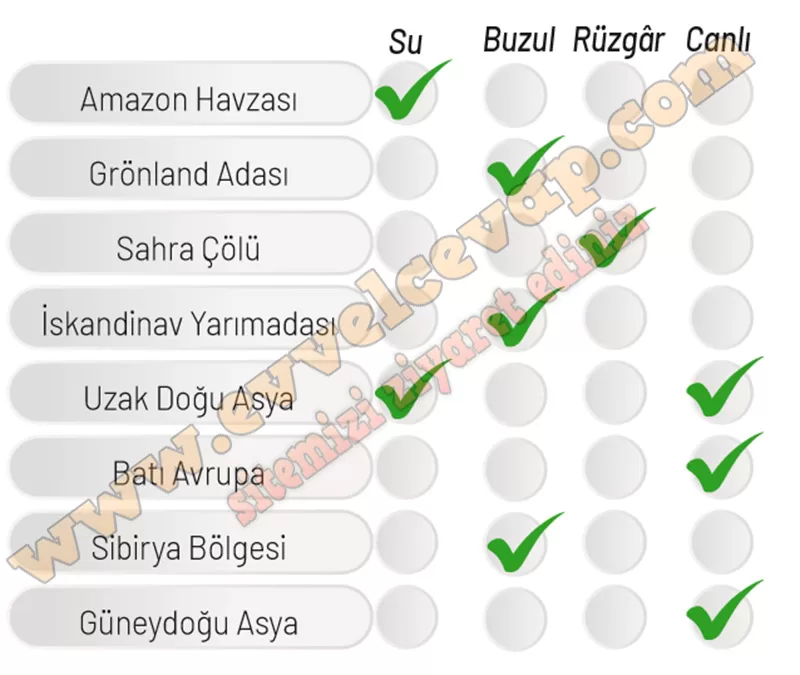 Su Buzul Rüzgâr Canlı
Amazon Havzası
Grönland Adası
Sahra Çölü
İskandinav Yarımadası
Uzak Doğu Asya
Batı Avrupa
Sibirya Bölgesi
Güneydoğu Asya
www.evvelcevap.com
sitemizi ziyaret ediniz